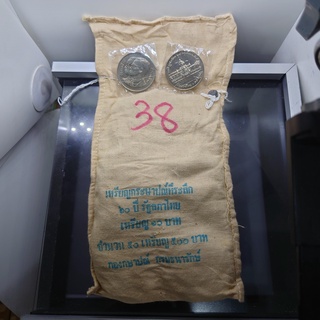 38
เหรียญกระษาปณ์ที่ระลึก
๒๐ ปี รัฐสภาไทย
เหรียญ ๑๐ บาท
จำนวน ๕๐ เหรียญ ๕๐๐ บาท
กองกษาปณ์ กรมธนารักษ์